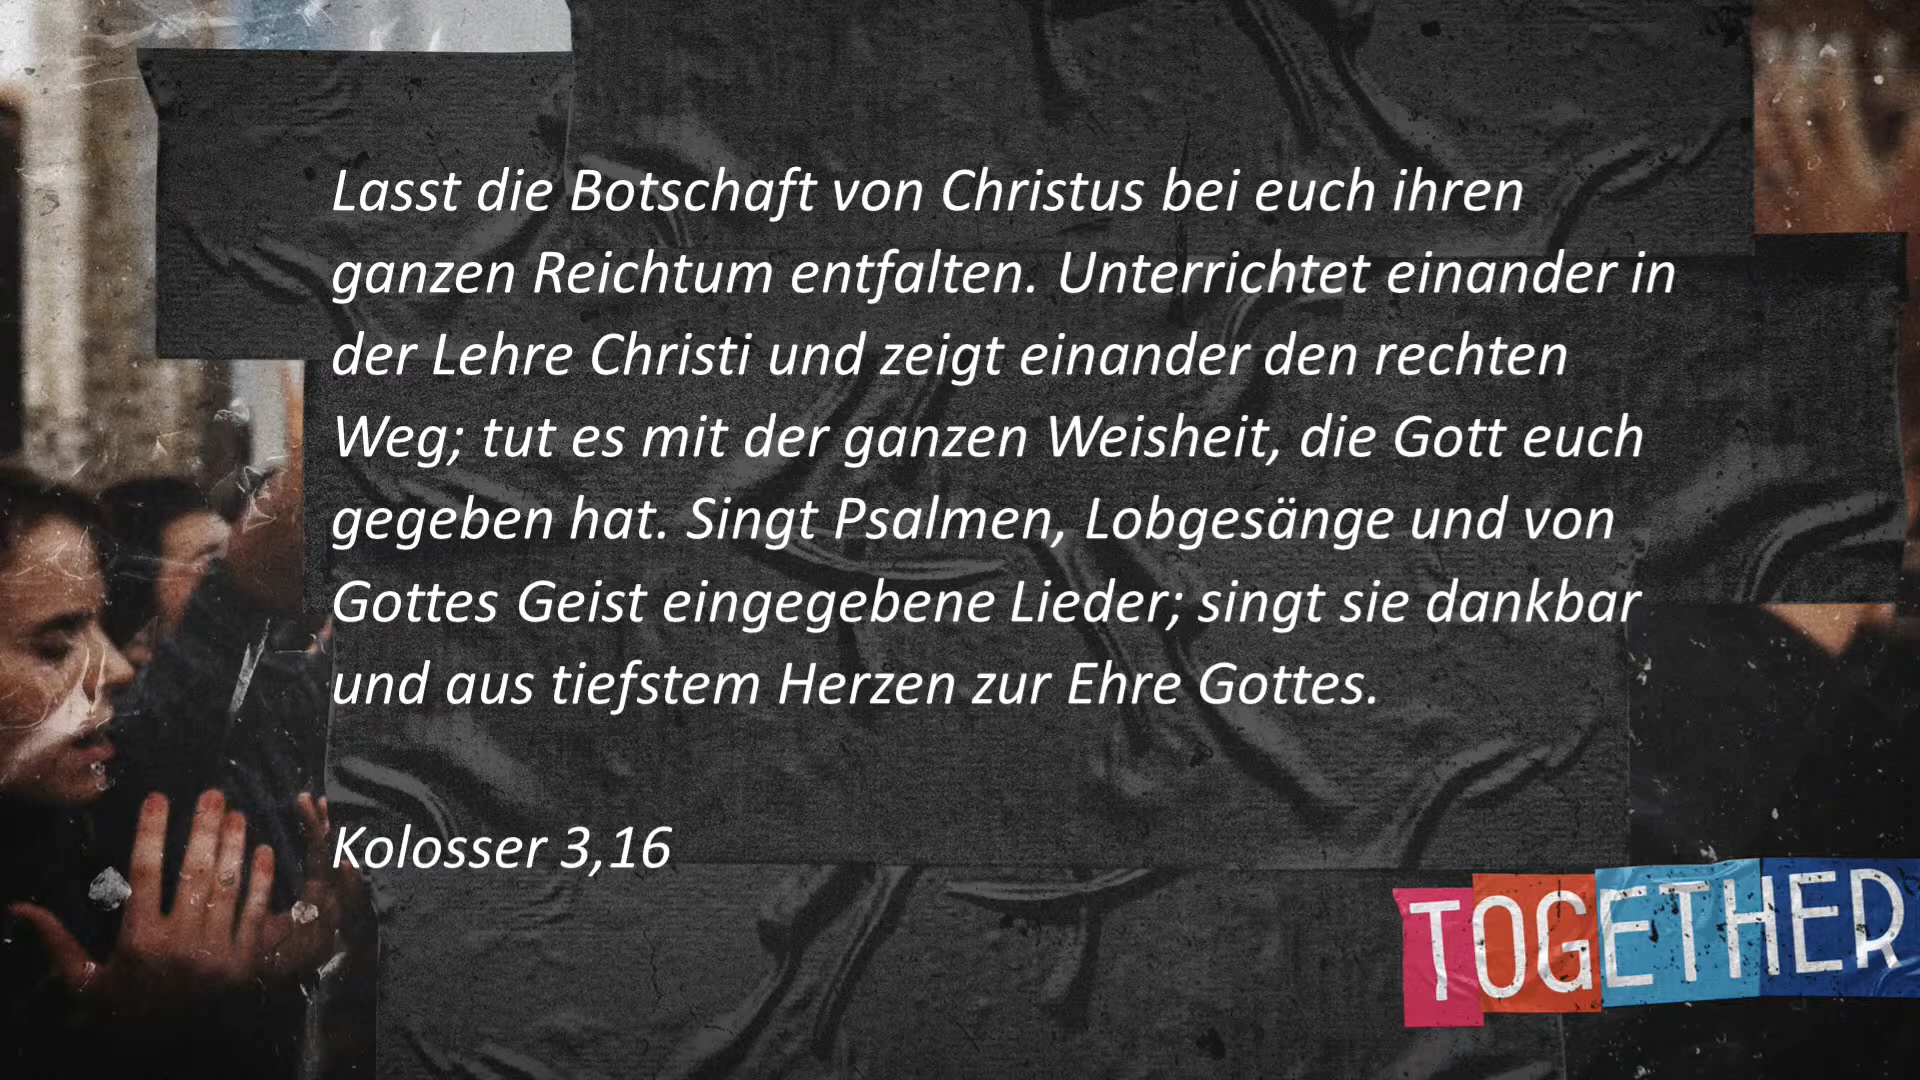 Lasst die Botschaft von Christus bei euch ihren
ganzen Reichtum entfalten. Unterrichtet einander in
der Lehre Christi und zeigt einander den rechten
Weg; tut es mit der ganzen Weisheit, die Gott euch
gegeben hat. Singt Psalmen, Lobgesänge und von
Gottes Geist eingegebene Lieder; singt sie dankbar
und aus tiefstem Herzen zur Ehre Gottes.
Kolosser 3,16
TOGETHER